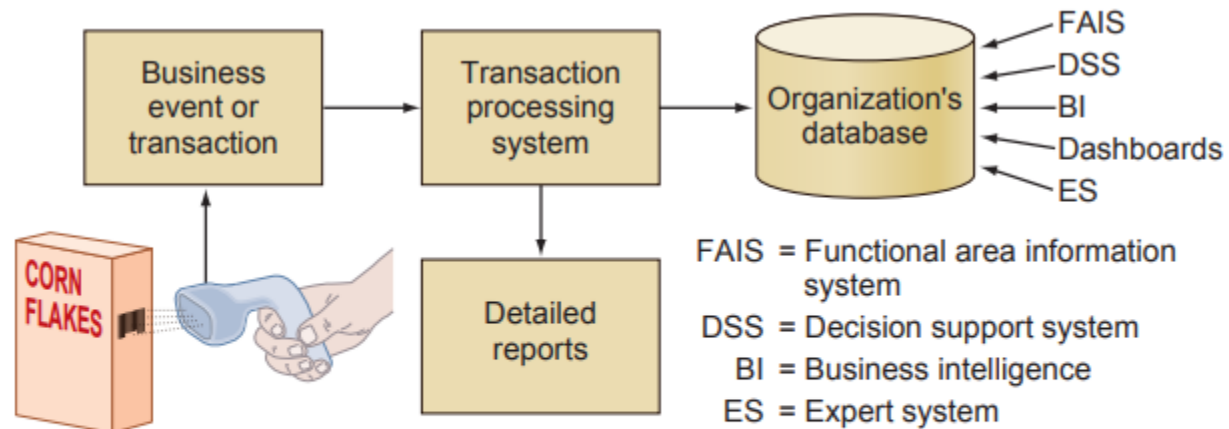 Business
event or
transaction
Transaction
processing
system
Organization's
database
FAIS
DSS
BI
Dashboards
ES
CORN
FLAKES
Detailed
reports
FAIS = Functional area information
system
DSS = Decision support system
BI = Business intelligence
ES = Expert system